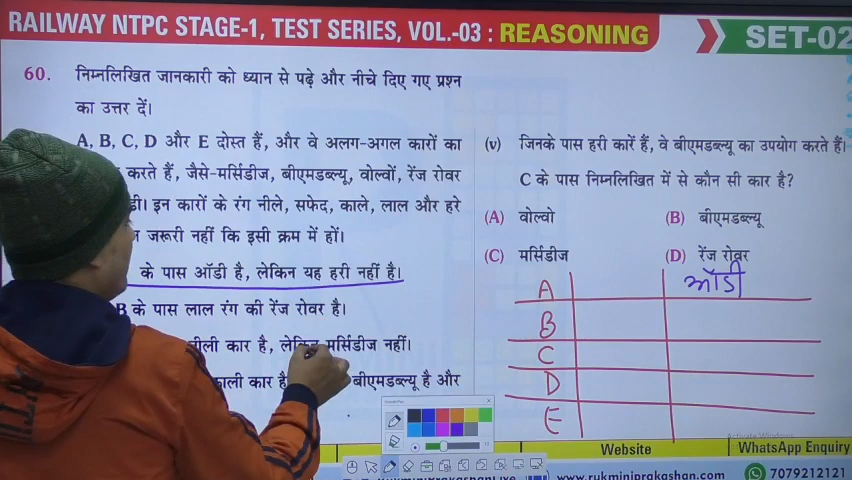 RAILWAY NTPC STAGE-1, TEST SERIES, VOL.-03 : REASONING
SET-02
60. निम्नलिखित जानकारी को ध्यान से पढ़े और नीचे दिए गए प्रश्न
का उत्तर दें।
A, B, C, D और E दोस्त हैं, और वे अलग-अगल कारों का
करते हैं, जैसे-मर्सिडीज, बीएमडब्ल्यू, वोल्वों, रेंज रोवर
इन कारों के रंग नीले, सफेद, काले, लाल और हरे
जरूरी नहीं कि इसी क्रम में हों।
के पास ऑडी है, लेकिन यह हरी नहीं है।
B के पास लाल रंग की रेंज रोवर है।
नीली कार है, लेकिन मर्सिडीज नहीं।
काली कार है बीएमडब्ल्यू है और
(v) जिनके पास हरी कारें हैं, वे बीएमडब्ल्यू का उपयोग करते हैं।
C के पास निम्नलिखित में से कौन सी कार है?
(A) वोल्वो
(B) बीएमडब्ल्यू
(C) मर्सिडीज
(D) रेंज रोवर
A ऑडी
B
C
D
E
Activate Windows
Website
WhatsApp Enquiry
www.rukminiprakashan.com
7079212121